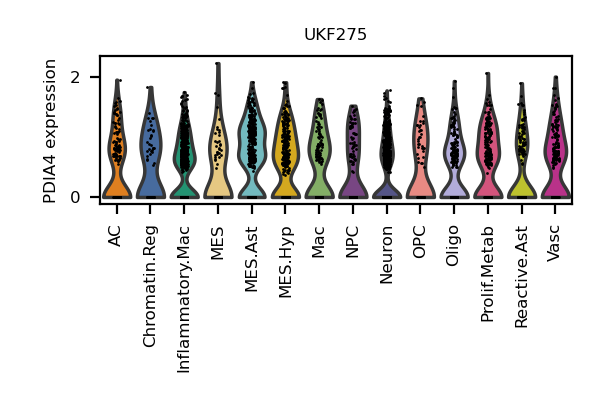 UKF275
PDIA4 expression
2
0
AC
Chromatin.Reg
Inflammatory.Mac
MES
MES.Ast
MES.Hyp
Mac
NPC
Neuron
OPC
Oligo
Prolif.Metab
Reactive.Ast
Vasc